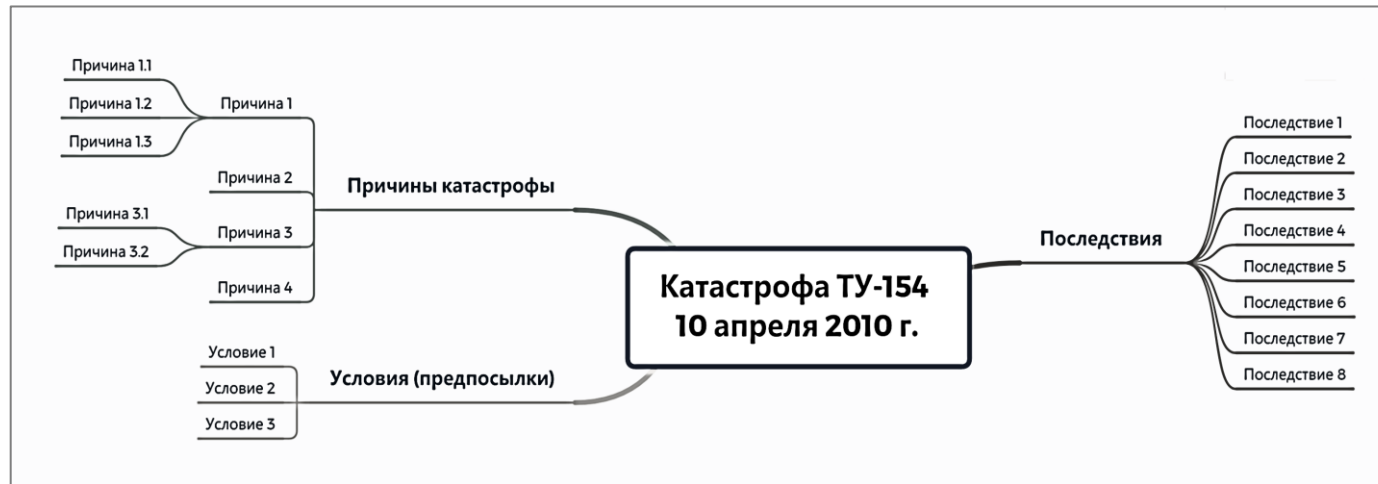 Причина 1.1
Причина 1.2
Причина 1.3
Причина 1
Причина 2
Причина 3.1
Причина 3.2
Причина 3
Причина 4
Причины катастрофы
Условие 1
Условие 2
Условие 3
Условия (предпосылки)
Катастрофа ТУ-154
10 апреля 2010 г.
Последствия
Последствие 1
Последствие 2
Последствие 3
Последствие 4
Последствие 5
Последствие 6
Последствие 7
Последствие 8